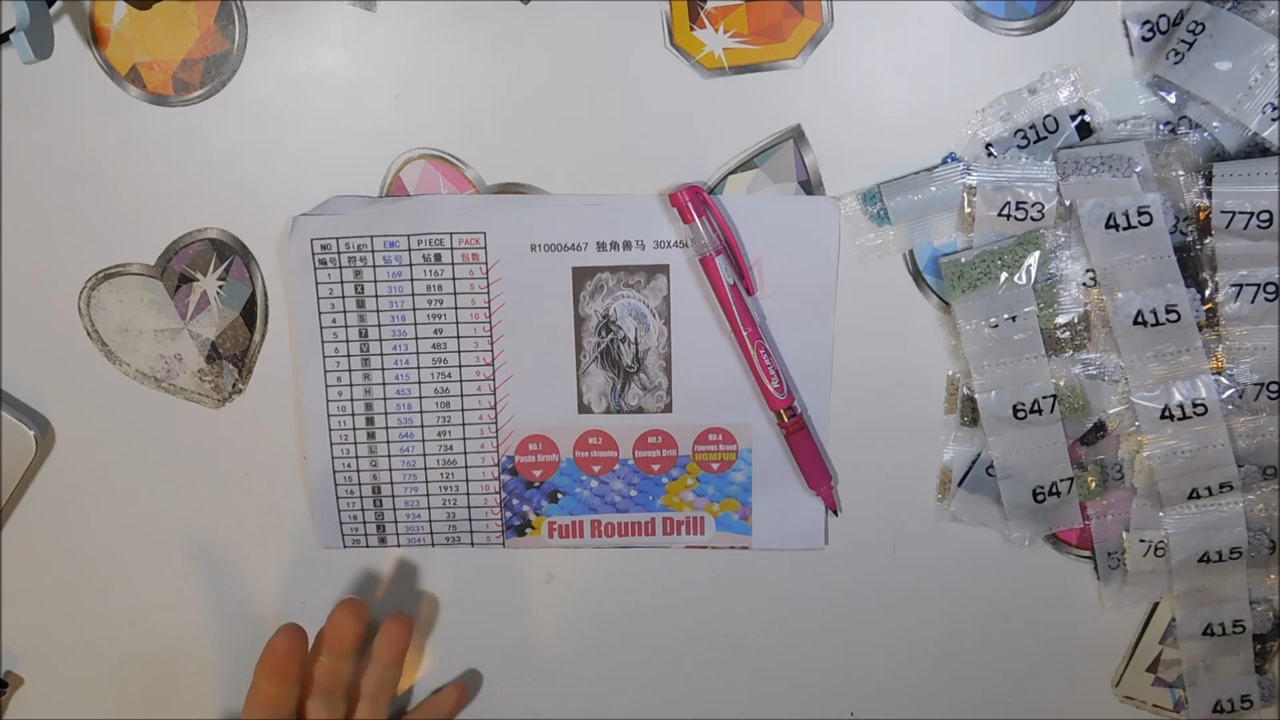 R10006467 独角兽马 30X45
NO Sign EMC PIECE PACK
编号 符号 钻号 钻量 包数
1 P 169 1167 6
2 X 310 818 5
3 U 317 979 5
4 S 318 1991 10
5 7 336 49 1
6 V 413 483 3
7 T 414 596 3
8 R 415 1754 9
9 H 453 636 4
10 B 518 108 1
11 N 535 732 4
12 M 646 491 3
13 L 647 734 4
14 Q 762 1366 7
15 6 775 121 1
16 779 1913 10
17 823 212 2
18 G 934 33 1
19 J 3031 75 1
20 4 3041 933 5
NO.1
Paste firmly
NO.2
Free shipping
NO.3
Enough Drill
NO.4
Famous Brand
HOMFUN
Full Round Drill
304
318
310
453
415
779
415
779
647
415
779
647
415
76
415
415
415